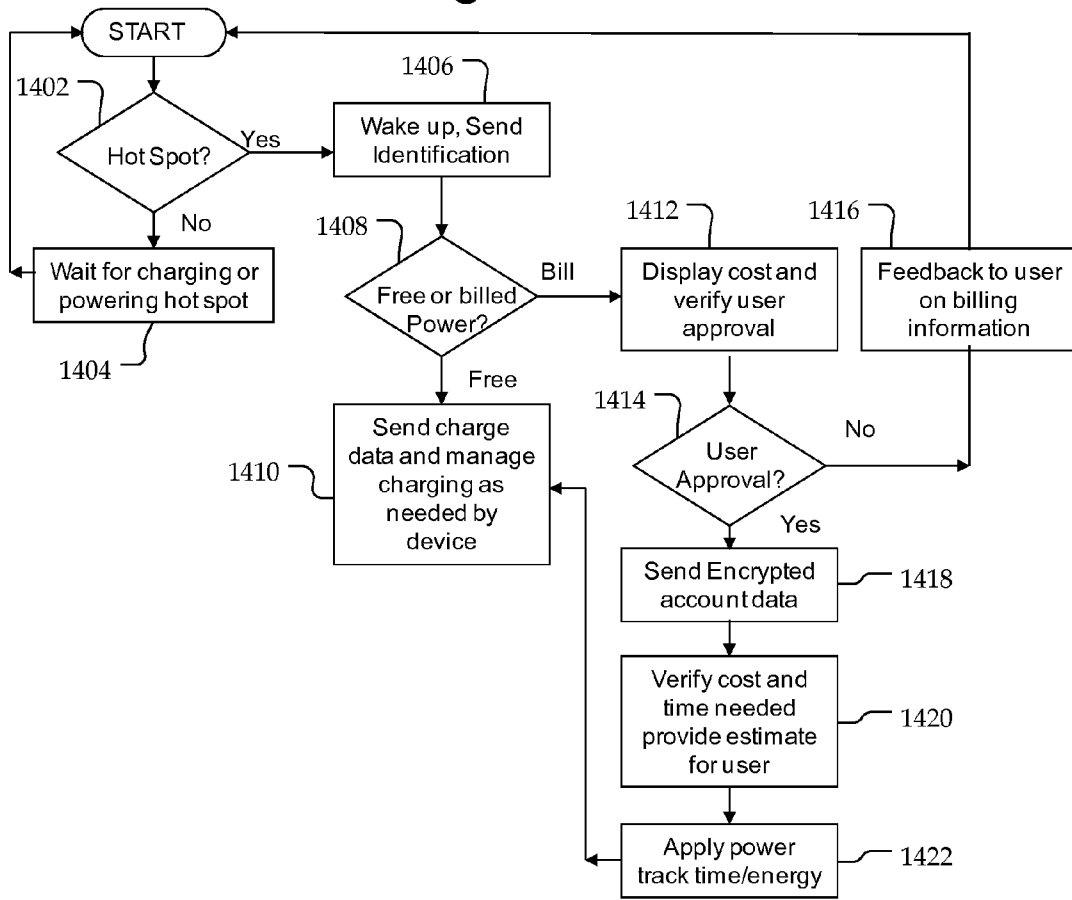 START
1402
1406
Hot Spot?
Yes
Wake up, Send
Identification
No
1408
1412
1416
Wait for charging or
powering hot spot
1404
Free or billed
Power?
Bill
Display cost and
verify user
approval
Feedback to user
on billing
information
Free
1414
No
1410
Send charge
data and manage
charging as
needed by
device
User
Approval?
Yes
Send Encrypted
account data
1418
Verify cost and
time needed
provide estimate
for user
1420
Apply power
track time/energy
1422